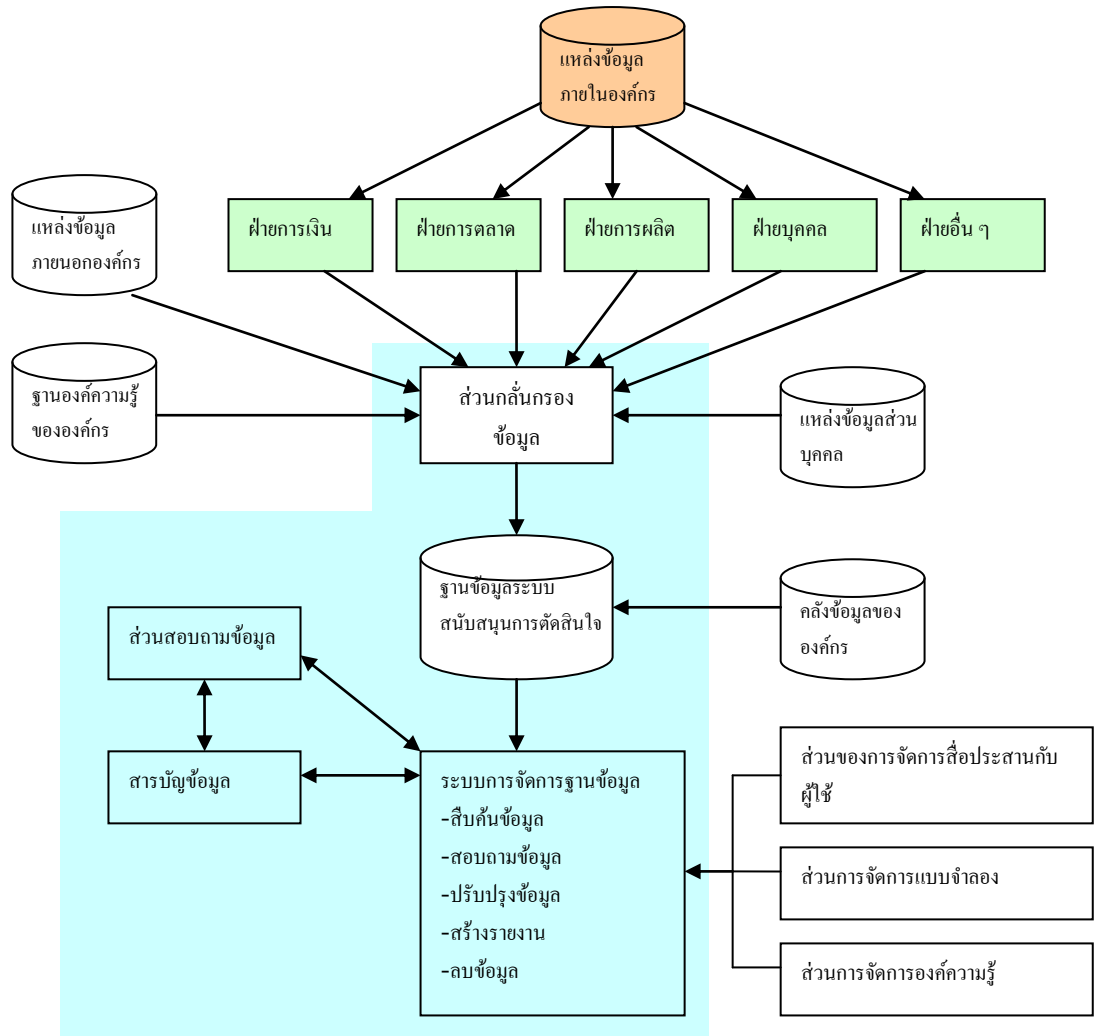 แหล่งข้อมูล
ภายในองค์กร
แหล่งข้อมูล
ภายนอกองค์กร
ฝ่ายการเงิน
ฝ่ายการตลาด
ฝ่ายการผลิต
ฝ่ายบุคคล
ฝ่ายอื่น ๆ
ฐานองค์ความรู้
ขององค์กร
ส่วนกลั่นกรอง
ข้อมูล
แหล่งข้อมูลส่วน
บุคคล
ฐานข้อมูลระบบ
สนับสนุนการตัดสินใจ
คลังข้อมูลของ
องค์กร
ส่วนสอบถามข้อมูล
สารบัญข้อมูล
ระบบการจัดการฐานข้อมูล
-สืบค้นข้อมูล
-สอบถามข้อมูล
-ปรับปรุงข้อมูล
-สร้างรายงาน
-ลบข้อมูล
ส่วนของการจัดการสื่อประสานกับ
ผู้ใช้
ส่วนการจัดการแบบจำลอง
ส่วนการจัดการองค์ความรู้